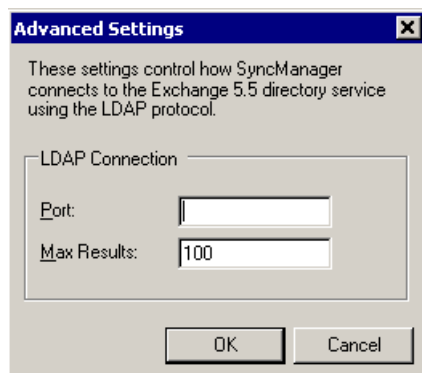 Advanced Settings
These settings control how SyncManager
connects to the Exchange 5.5 directory service
using the LDAP protocol.
LDAP Connection
Port:
Max Results: 100
OK Cancel